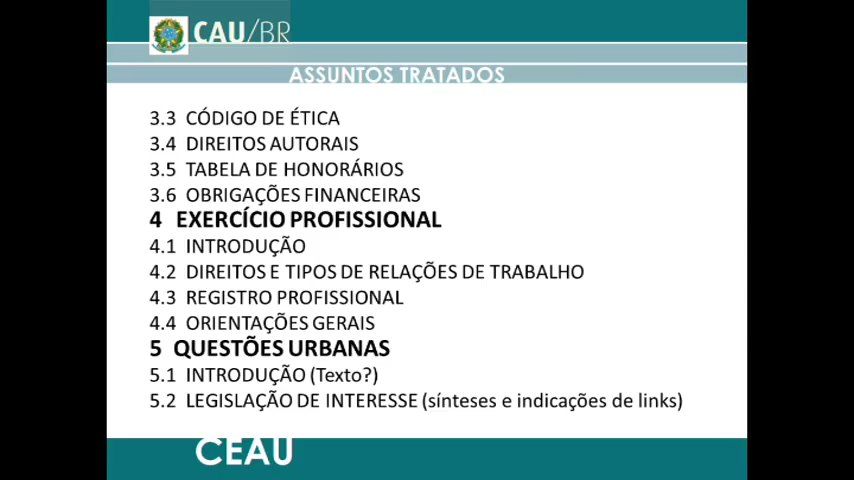 CAU/BR
ASSUNTOS TRATADOS
3.3 CÓDIGO DE ÉTICA
3.4 DIREITOS AUTORAIS
3.5 TABELA DE HONORÁRIOS
3.6 OBRIGAÇÕES FINANCEIRAS
4 EXERCÍCIO PROFISSIONAL
4.1 INTRODUÇÃO
4.2 DIREITOS E TIPOS DE RELAÇÕES DE TRABALHO
4.3 REGISTRO PROFISSIONAL
4.4 ORIENTAÇÕES GERAIS
5 QUESTÕES URBANAS
5.1 INTRODUÇÃO (Texto?)
5.2 LEGISLAÇÃO DE INTERESSE (sínteses e indicações de links)
CEAU